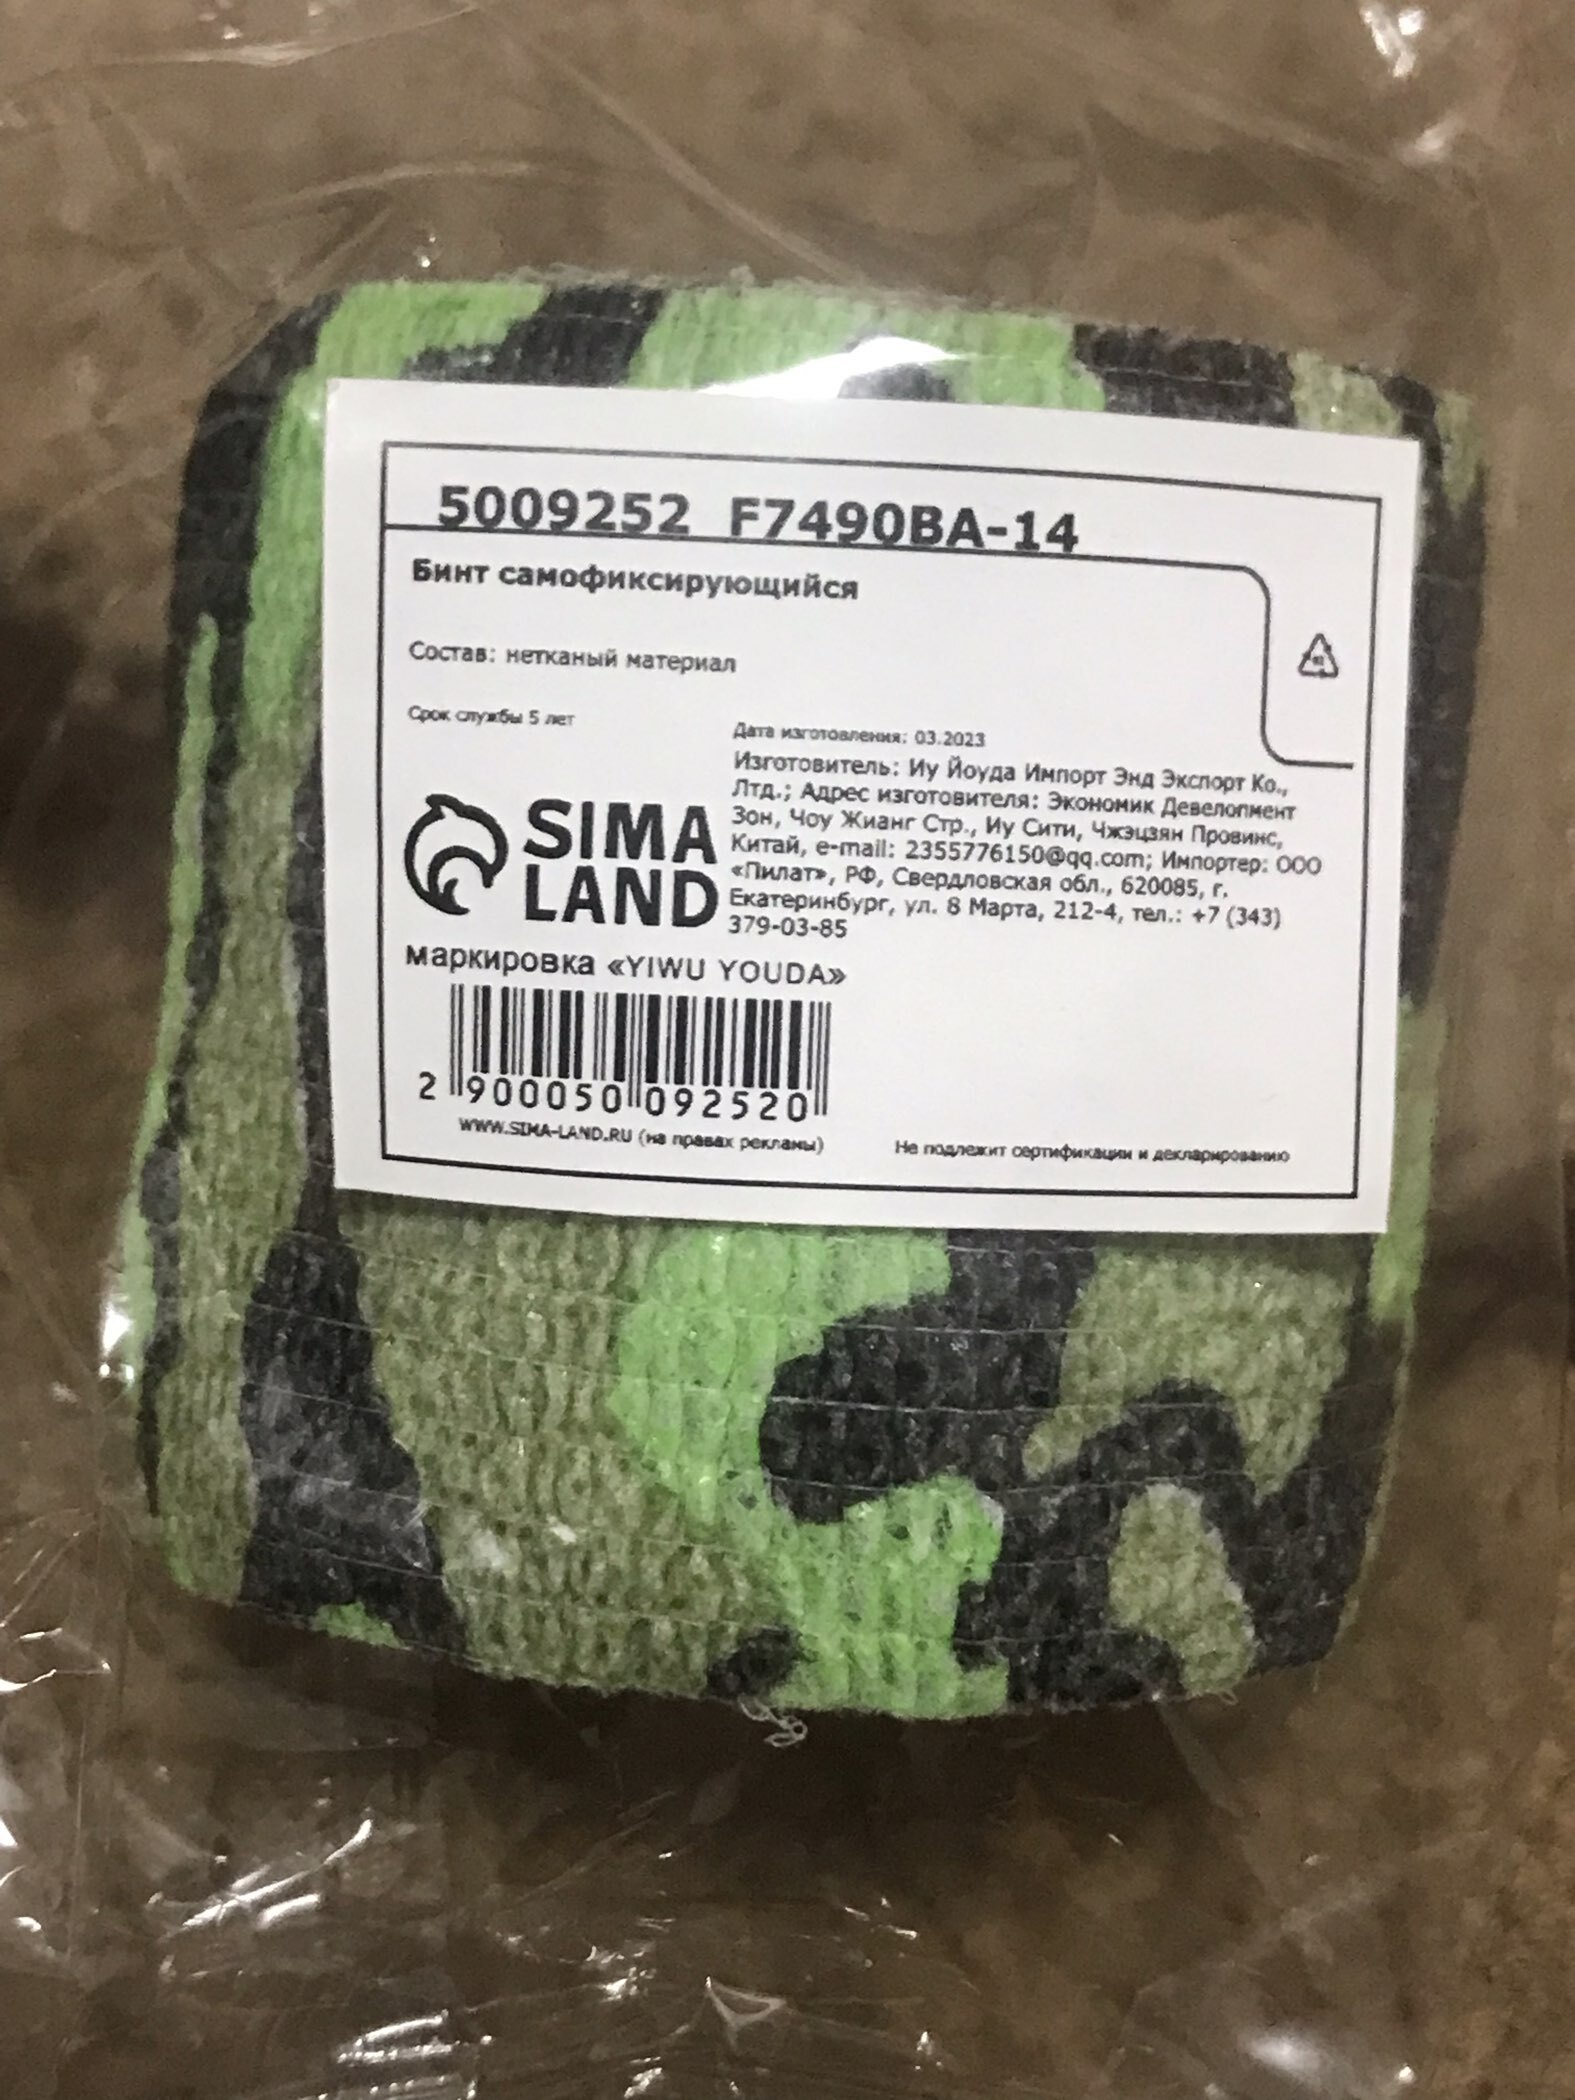 5009252 F7490BA-14
Бинт самофиксирующийся
Состав: нетканый материал
Срок службы 5 лет
Дата изготовления: 03.2023
Изготовитель: Иу Йоуда Импорт Энд Экспорт Ко.,
Лтд.; Адрес изготовителя: Экономик Девелопмент
Зон, Чоу Жианг Стр., Иу Сити, Чжэцзян Провинс,
Китай, e-mail: 2355776150@qq.com; Импортер: ООО
«Пилат», РФ, Свердловская обл., 620085, г.
Екатеринбург, ул. 8 Марта, 212-4, тел.: +7 (343)
379-03-85
SIMA
LAND
маркировка «YIWU YOUDA»
2 900050 092520
WWW.SIMA-LAND.RU (на правах рекламы)
Не подлежит сертификации и декларированию